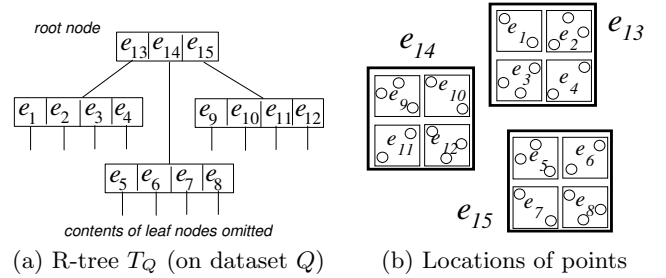 root node
e13 e14 e15
e1 e2 e3 e4
e9 e10 e11 e12
e5 e6 e7 e8
contents of leaf nodes omitted
(a) R-tree TQ (on dataset Q)
e14
e13
e1 e2
e3 e4
e9 e10
e11 e12
e15
e5 e6
e7 e8
(b) Locations of points